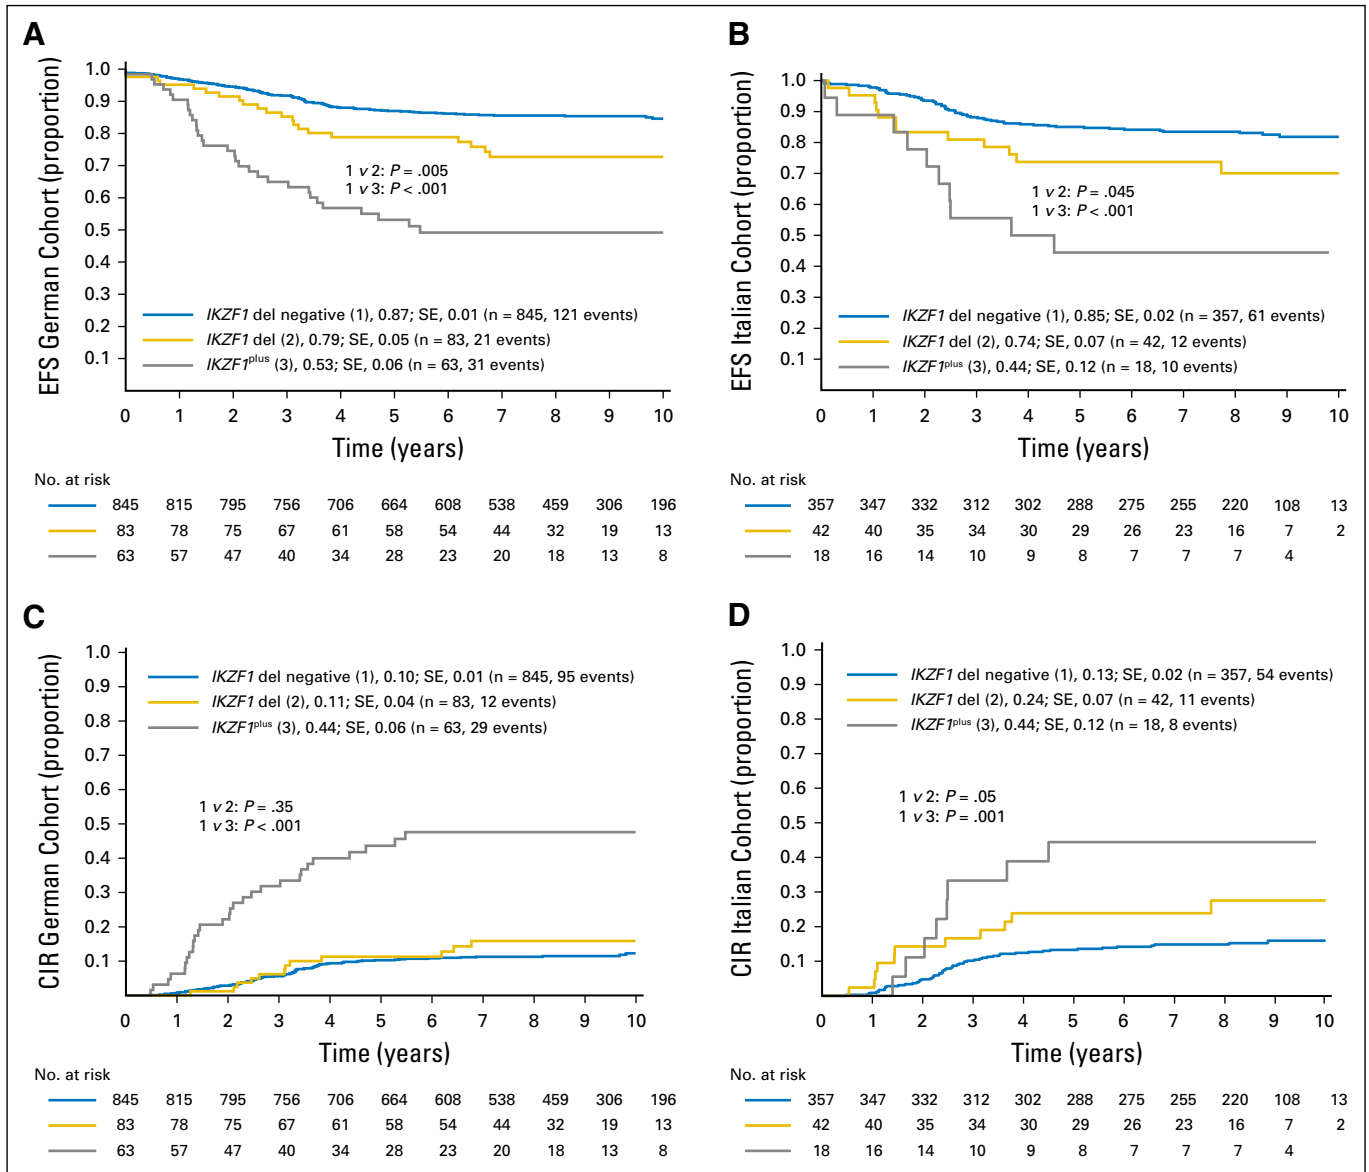 A
EFS German Cohort (proportion)
1.0
0.9
0.8
0.7
0.6
0.5
0.4
0.3
0.2
0.1
1 v 2: P = .005
1 v 3: P < .001
IKZF1 del negative (1), 0.87; SE, 0.01 (n = 845, 121 events)
IKZF1 del (2), 0.79; SE, 0.05 (n = 83, 21 events)
IKZF1plus (3), 0.53; SE, 0.06 (n = 63, 31 events)
0 1 2 3 4 5 6 7 8 9 10
Time (years)
No. at risk
845 815 795 756 706 664 608 538 459 306 196
83 78 75 67 61 58 54 44 32 19 13
63 57 47 40 34 28 23 20 18 13 8
B
EFS Italian Cohort (proportion)
1.0
0.9
0.8
0.7
0.6
0.5
0.4
0.3
0.2
0.1
1 v 2: P = .045
1 v 3: P < .001
IKZF1 del negative (1), 0.85; SE, 0.02 (n = 357, 61 events)
IKZF1 del (2), 0.74; SE, 0.07 (n = 42, 12 events)
IKZF1plus (3), 0.44; SE, 0.12 (n = 18, 10 events)
0 1 2 3 4 5 6 7 8 9 10
Time (years)
No. at risk
357 347 332 312 302 288 275 255 220 108 13
42 40 35 34 30 29 26 23 16 7 2
18 16 14 10 9 8 7 7 7 4
C
CIR German Cohort (proportion)
1.0
0.9
0.8
0.7
0.6
0.5
0.4
0.3
0.2
0.1
IKZF1 del negative (1), 0.10; SE, 0.01 (n = 845, 95 events)
IKZF1 del (2), 0.11; SE, 0.04 (n = 83, 12 events)
IKZF1plus (3), 0.44; SE, 0.06 (n = 63, 29 events)
1 v 2: P = .35
1 v 3: P < .001
0 1 2 3 4 5 6 7 8 9 10
Time (years)
No. at risk
845 815 795 756 706 664 608 538 459 306 196
83 78 75 67 61 58 54 44 32 19 13
63 57 47 40 34 28 23 20 18 13 8
D
CIR Italian Cohort (proportion)
1.0
0.9
0.8
0.7
0.6
0.5
0.4
0.3
0.2
0.1
IKZF1 del negative (1), 0.13; SE, 0.02 (n = 357, 54 events)
IKZF1 del (2), 0.24; SE, 0.07 (n = 42, 11 events)
IKZF1plus (3), 0.44; SE, 0.12 (n = 18, 8 events)
1 v 2: P = .05
1 v 3: P = .001
0 1 2 3 4 5 6 7 8 9 10
Time (years)
No. at risk
357 347 332 312 302 288 275 255 220 108 13
42 40 35 34 30 29 26 23 16 7 2
18 16 14 10 9 8 7 7 7 4